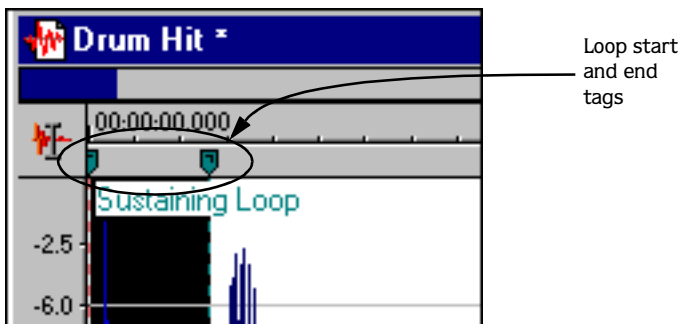 Drum Hit *
Loop start
and end
tags
00:00:00.000
Sustaining Loop
-2.5
-6.0